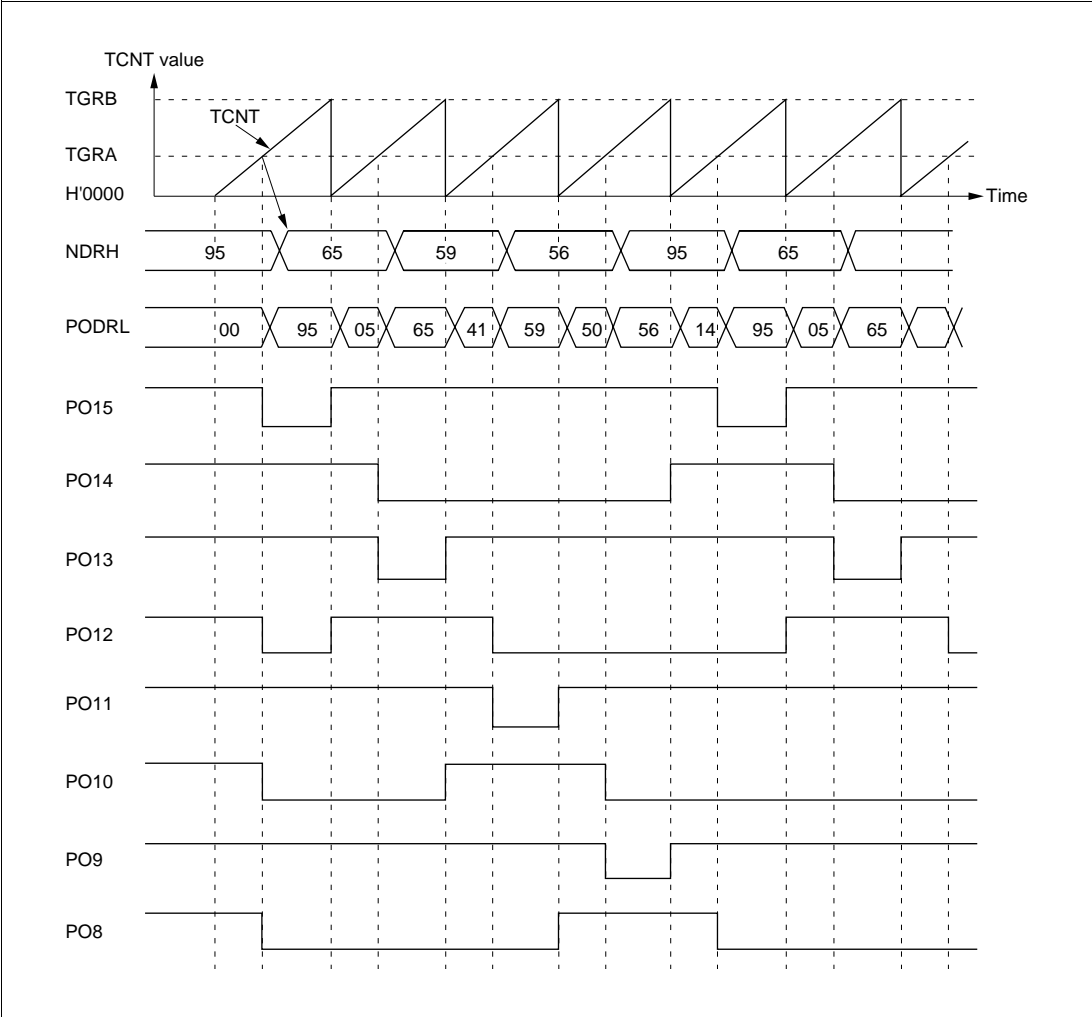 TCNT value
TGRB
TCNT
TGRA
H'0000
Time
NDRH 95 65 59 56 95 65
PODRL 00 95 05 65 41 59 50 56 14 95 05 65
PO15
PO14
PO13
PO12
PO11
PO10
PO9
PO8